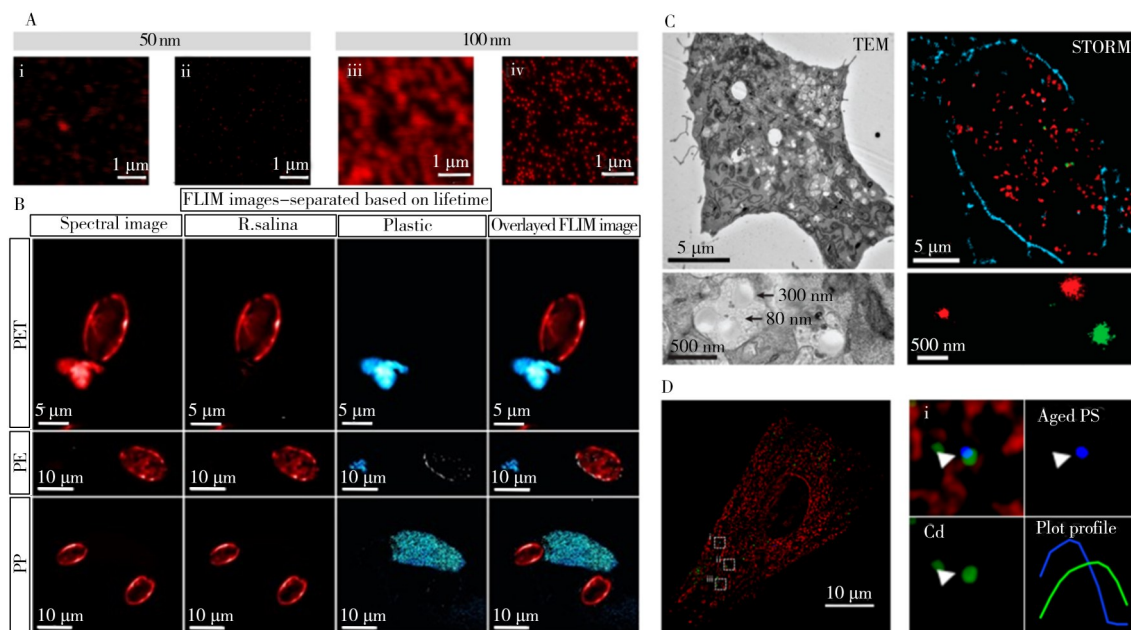 A
50 nm
100 nm
i
ii
iii
iv
1 μm
1 μm
1 μm
1 μm
B
FLIM images−separated based on lifetime
Spectral image
R.salina
Plastic
Overlayed FLIM image
PET
5 μm
5 μm
5 μm
5 μm
PE
10 μm
10 μm
10 μm
10 μm
PP
10 μm
10 μm
10 μm
10 μm
C
TEM
STORM
5 μm
5 μm
300 nm
80 nm
500 nm
500 nm
D
i
ii
iii
10 μm
i
Aged PS
Cd
Plot profile